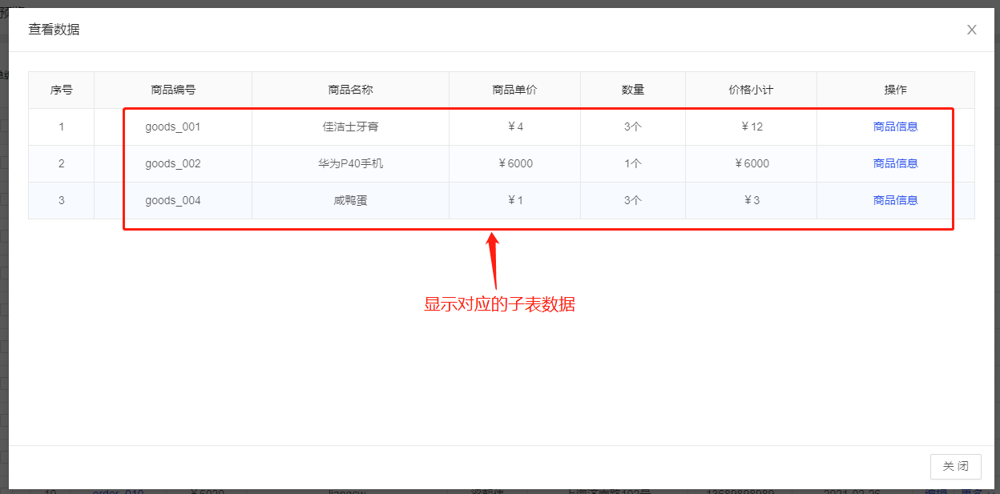 查看数据
X
序号 商品编号 商品名称 商品单价 数量 价格小计 操作
1 goods_001 佳洁士牙膏 ￥4 3个 ￥12 商品信息
2 goods_002 华为P40手机 ￥6000 1个 ￥6000 商品信息
3 goods_004 咸鸭蛋 ￥1 3个 ￥3 商品信息
显示对应的子表数据
关 闭